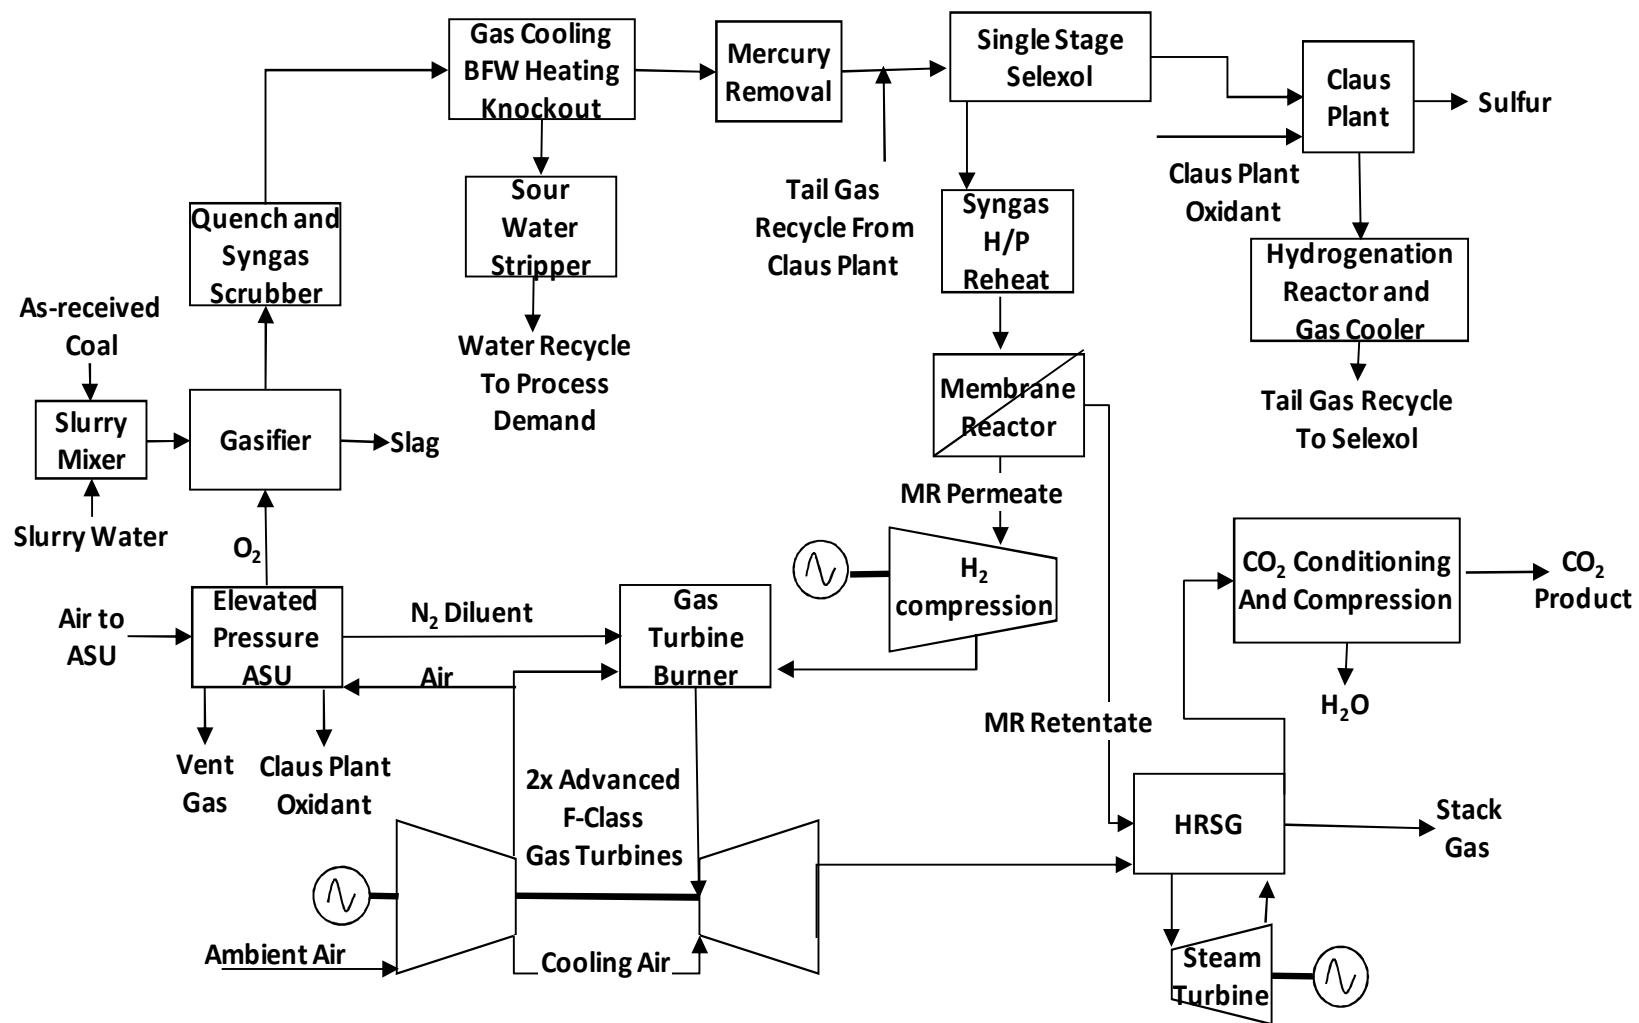 Gas Cooling
BFW Heating
Knockout
Mercury
Removal
Single Stage
Selexol
Claus
Plant
Sulfur
Sour
Water
Stripper
Tail Gas
Recycle From
Claus Plant
Syngas
H/P
Reheat
Claus Plant
Oxidant
Quench and
Syngas
Scrubber
Hydrogenation
Reactor and
Gas Cooler
As-received
Coal
Water Recycle
To Process
Demand
Membrane
Reactor
Tail Gas Recycle
To Selexol
Slurry
Mixer
Gasifier
Slag
MR Permeate
Slurry Water
O₂
H₂
compression
CO₂ Conditioning
And Compression
CO₂
Product
Air to
ASU
Elevated
Pressure
ASU
N₂ Diluent
Gas
Turbine
Burner
Air
H₂O
MR Retentate
Vent
Gas
Claus Plant
Oxidant
2x Advanced
F-Class
Gas Turbines
HRSG
Stack
Gas
Ambient Air
Cooling Air
Steam
Turbine